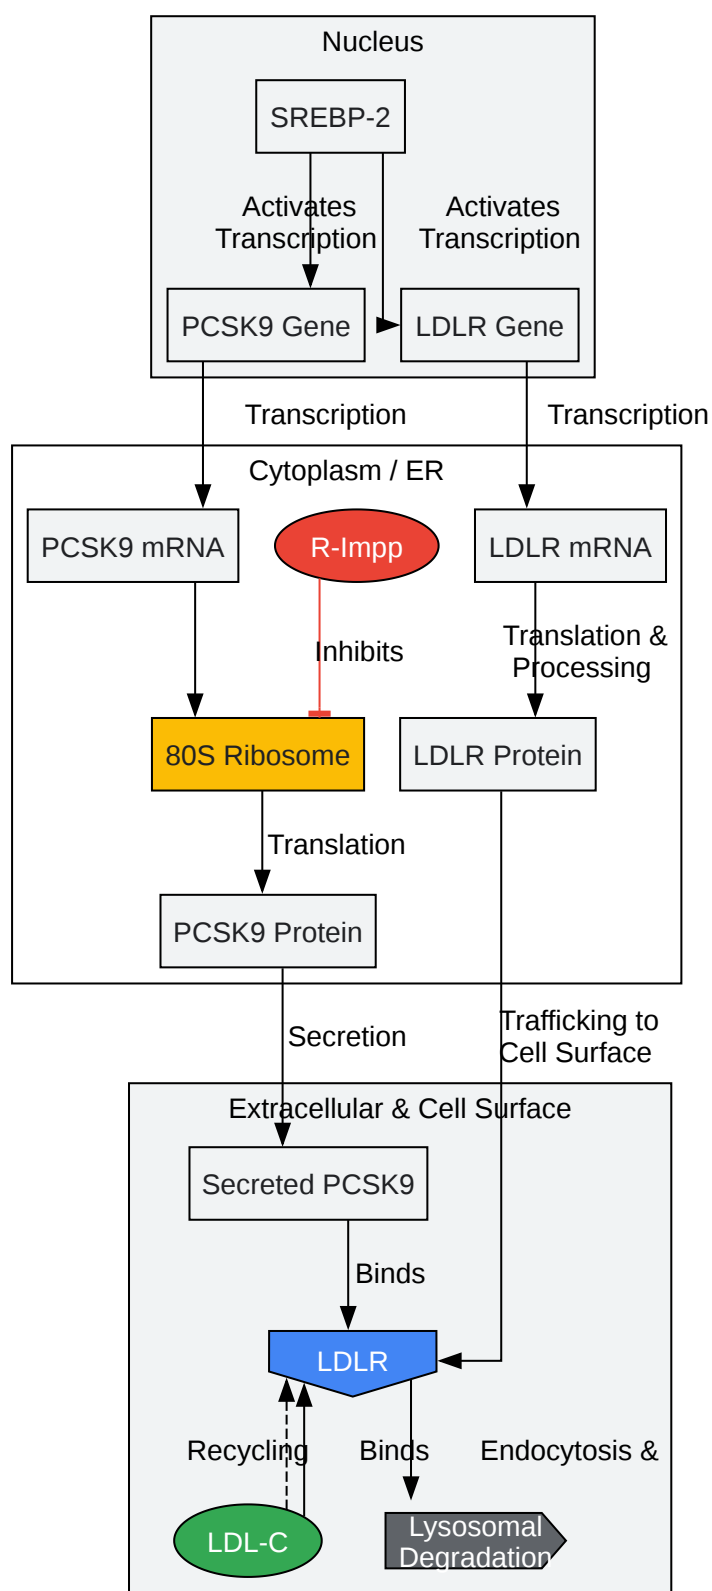 Nucleus
SREBP-2
Activates
Transcription
Activates
Transcription
PCSK9 Gene
LDLR Gene
Transcription
Transcription
Cytoplasm / ER
PCSK9 mRNA
R-Impp
LDLR mRNA
Inhibits
Translation &
Processing
80S Ribosome
LDLR Protein
Translation
PCSK9 Protein
Secretion
Trafficking to
Cell Surface
Extracellular & Cell Surface
Secreted PCSK9
Binds
LDLR
Recycling
Binds
Endocytosis &
LDL-C
Lysosomal
Degradation